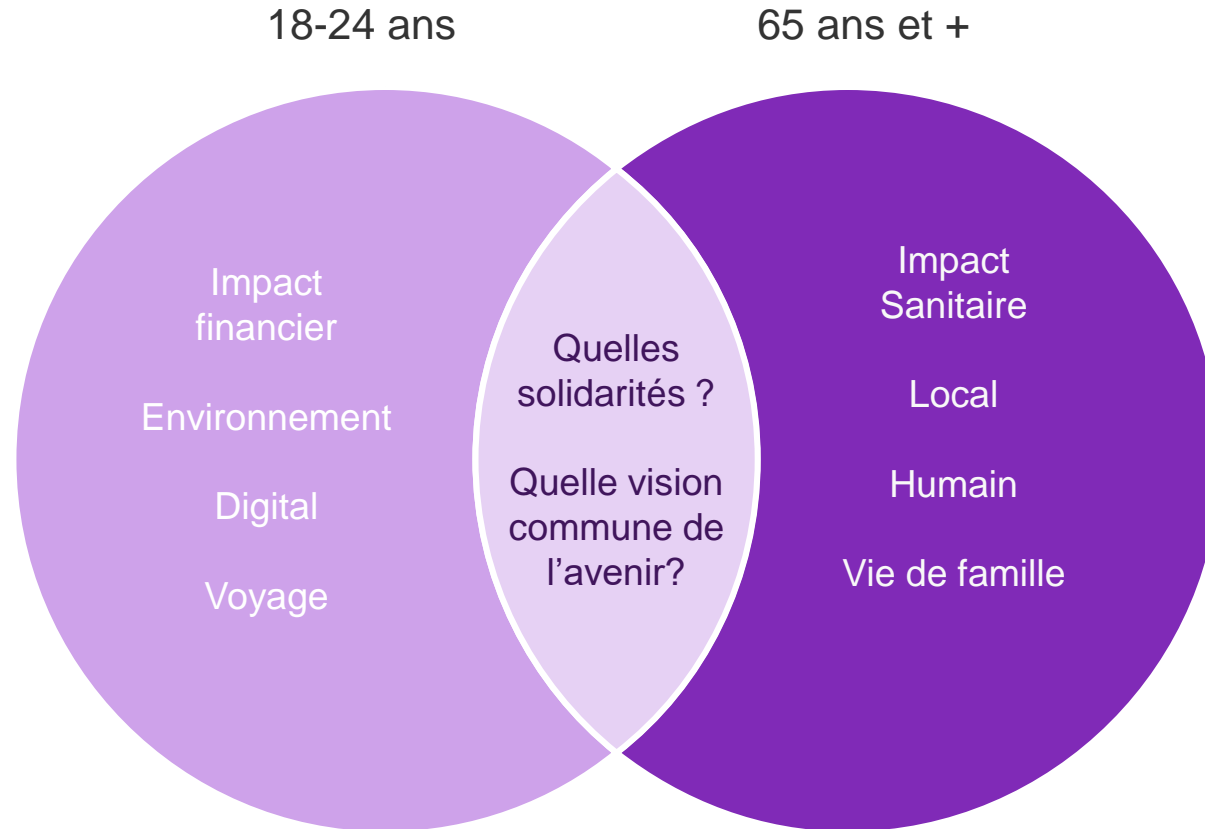 18-24 ans
65 ans et +
Impact
financier
Environnement
Digital
Voyage
Quelles
solidarités ?
Quelle vision
commune de
l’avenir?
Impact
Sanitaire
Local
Humain
Vie de famille